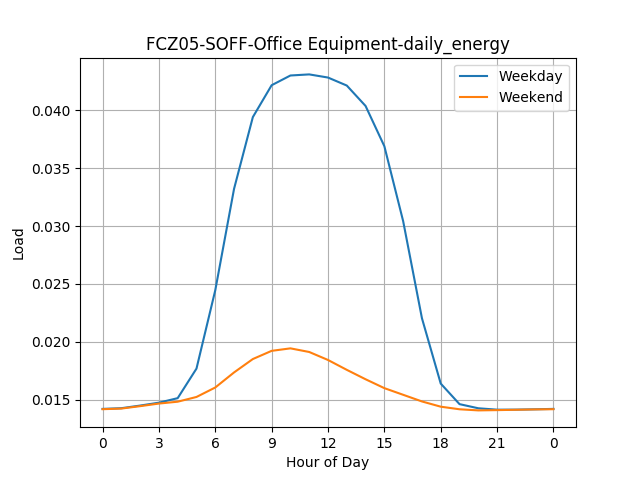 FCZ05-SOFF-Office Equipment-daily_energy
Weekday
Weekend
0.040
0.035
0.030
0.025
0.020
0.015
Load
0 3 6 9 12 15 18 21 0
Hour of Day